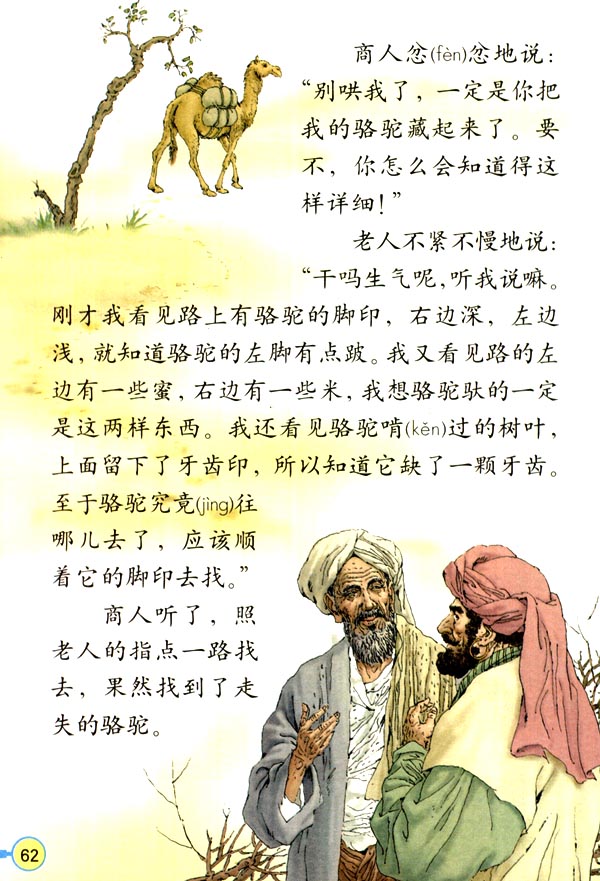 商人忿(fèn)忿地说：
“别哄我了，一定是你把
我的骆驼藏起来了。要
不，你怎么会知道得这
样详细！”
老人不紧不慢地说：
“干吗生气呢，听我说嘛。
刚才我看见路上有骆驼的脚印，右边深，左边
浅，就知道骆驼的左脚有点跛。我又看见路的左
边有一些蜜，右边有一些米，我想骆驼驮的一定
是这两样东西。我还看见骆驼啃(kěn)过的树叶，
上面留下了牙齿印，所以知道它缺了一颗牙齿。
至于骆驼究竟(jìng)往
哪儿去了，应该顺
着它的脚印去找。”
商人听了，照
老人的指点一路找
去，果然找到了走
失的骆驼。
62